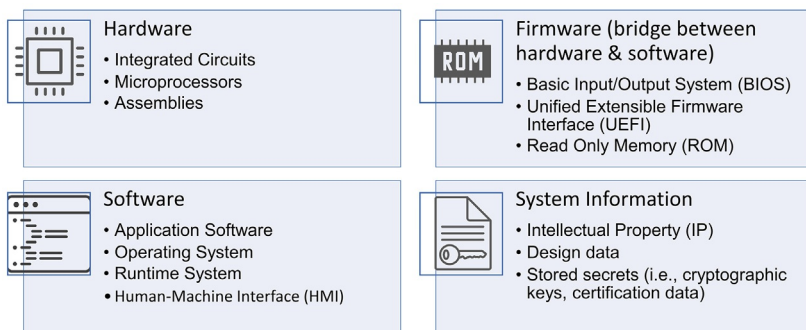 Hardware
• Integrated Circuits
• Microprocessors
• Assemblies
ROM
Firmware (bridge between
hardware & software)
• Basic Input/Output System (BIOS)
• Unified Extensible Firmware
Interface (UEFI)
• Read Only Memory (ROM)
Software
• Application Software
• Operating System
• Runtime System
• Human-Machine Interface (HMI)
System Information
• Intellectual Property (IP)
• Design data
• Stored secrets (i.e., cryptographic
keys, certification data)